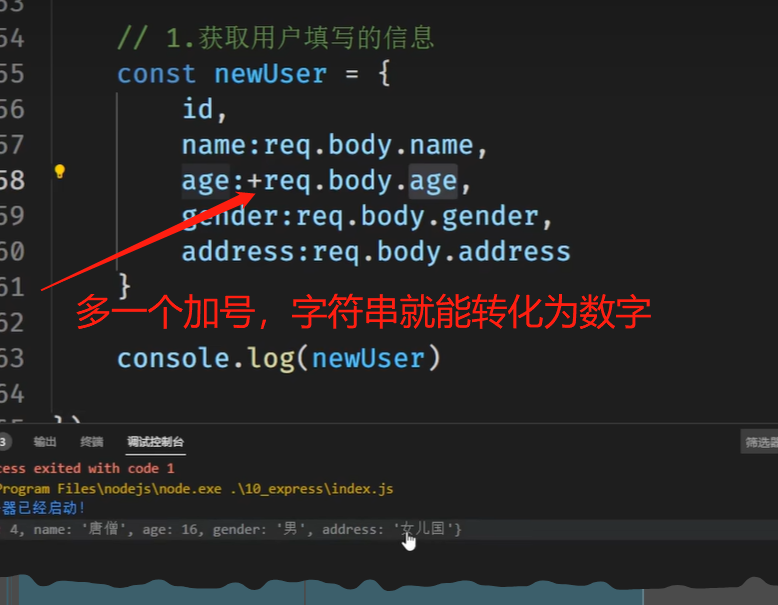 54 // 1.获取用户填写的信息
55 const newUser = {
56 id,
57 name:req.body.name,
58 age:+req.body.age,
59 gender:req.body.gender,
60 address:req.body.address
61 }
多一个加号，字符串就能转化为数字
62
63 console.log(newUser)
64
})
3 输出 终端 调试控制台 筛选器
cess exited with code 1
Program Files\nodejs\node.exe .\10_express\index.js
器已经启动!
4, name: '唐僧', age: 16, gender: '男', address: '女儿国'}